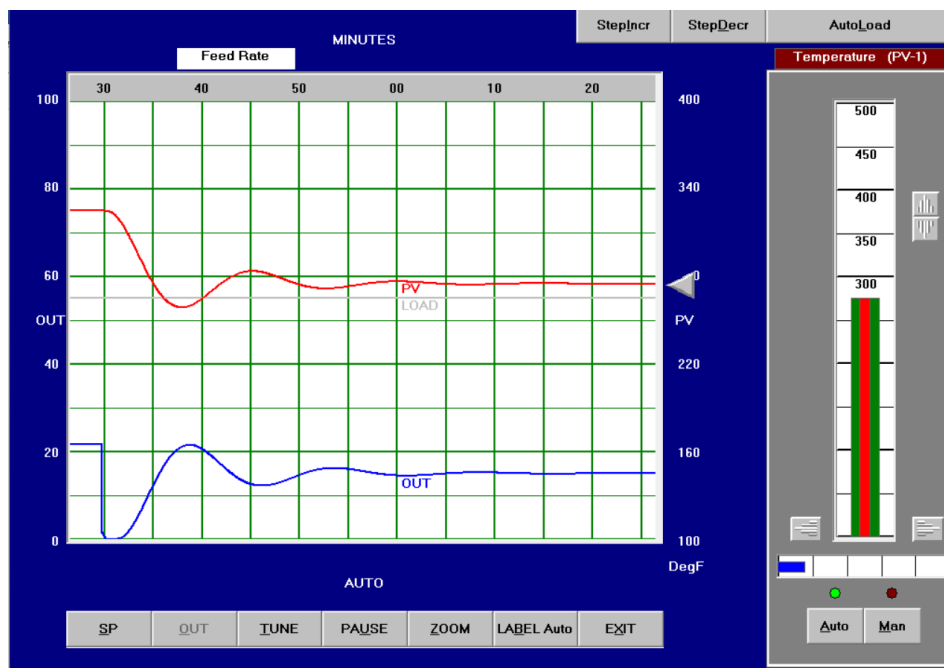 StepIncr StepDecr AutoLoad
MINUTES
Feed Rate
Temperature (PV-1)
30 40 50 00 10 20
100 400
80 340
60 0
OUT PV
40 220
20 160
0 100
PV
LOAD
OUT
DegF
AUTO
500
450
400
350
300
SP OUT TUNE PAUSE ZOOM LABEL Auto EXIT
Auto Man